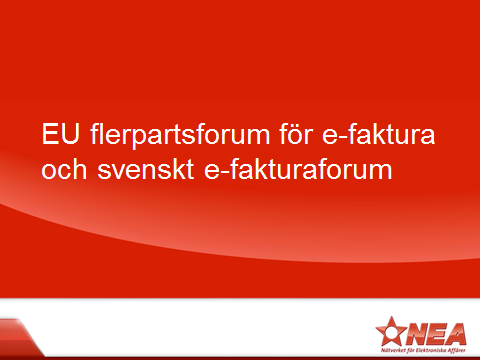 EU flerpartsforum för e-faktura
och svenskt e-fakturaforum
NEA
Nätverket för Elektroniska Affärer